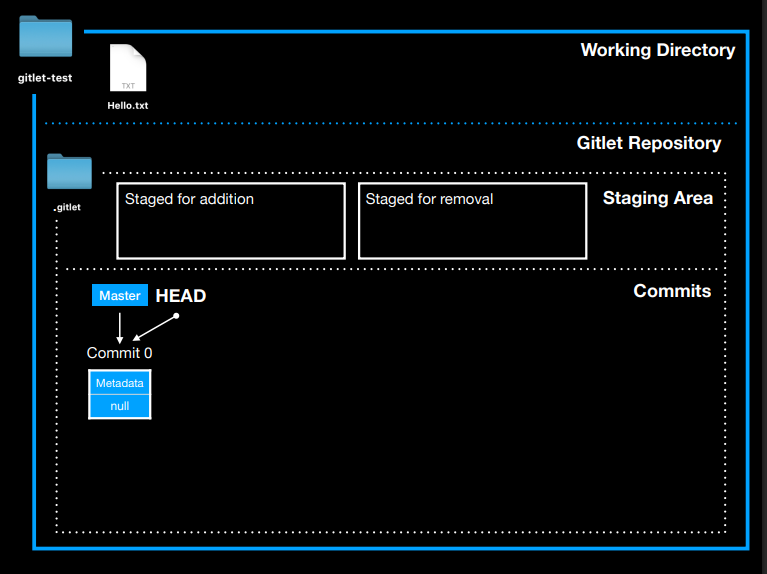 gitlet-test
Working Directory
TXT
Hello.txt
Gitlet Repository
.gitlet
Staged for addition
Staged for removal
Staging Area
Master
HEAD
Commits
Commit 0
Metadata
null